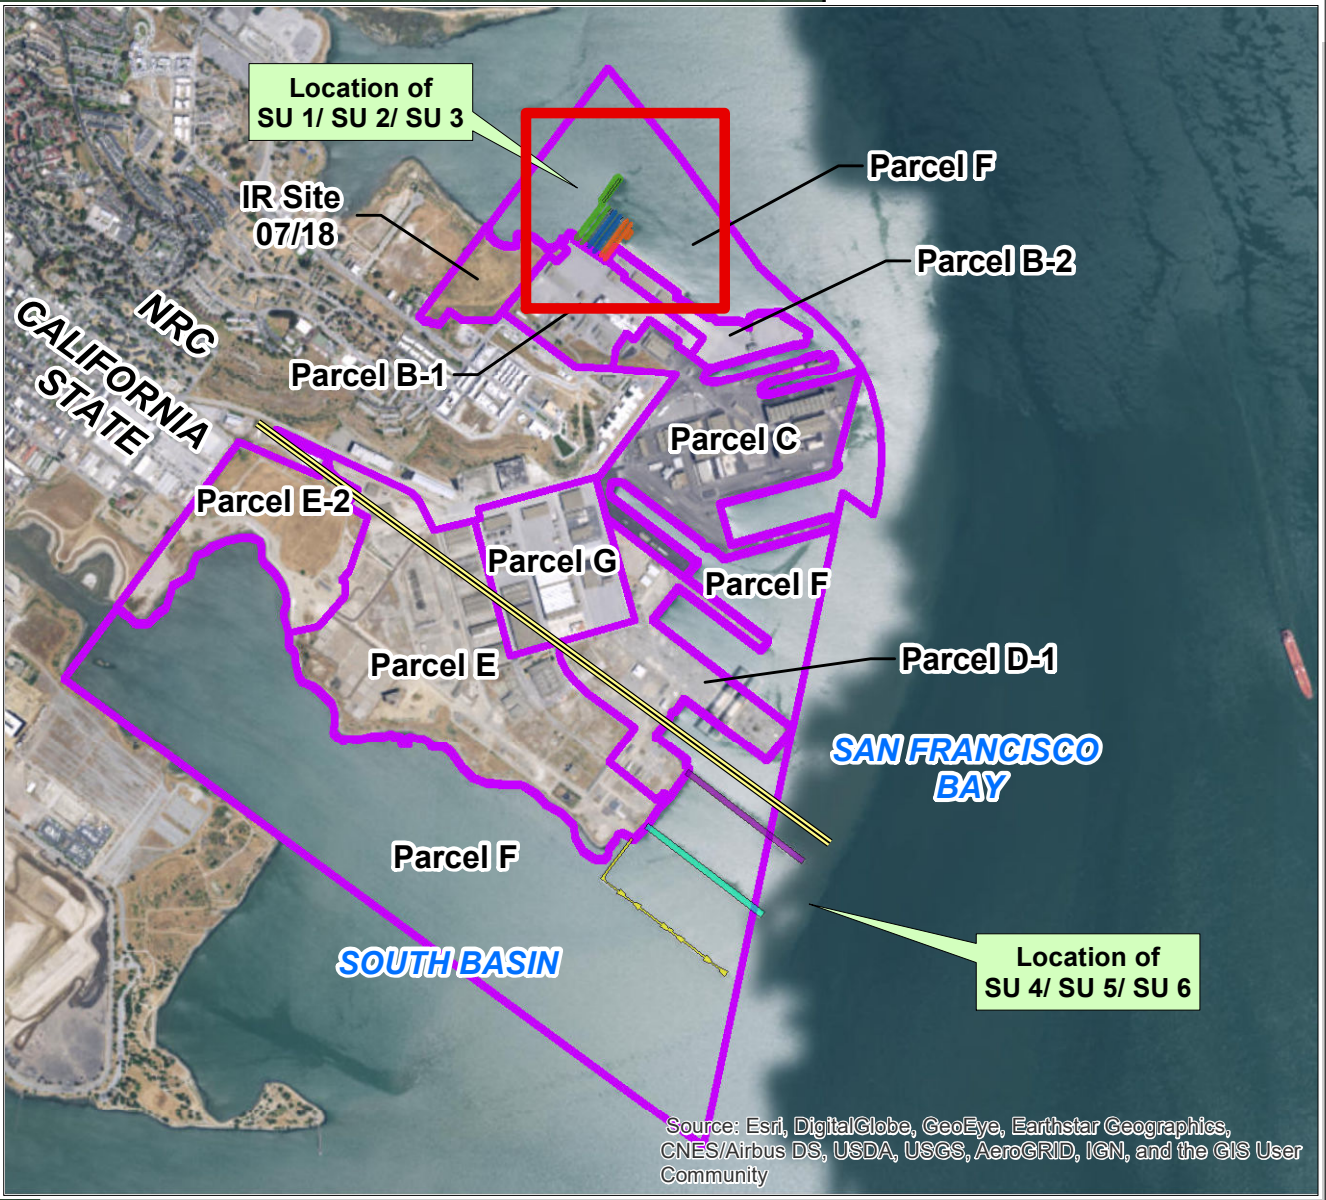 Location of
SU 1/ SU 2/ SU 3
Parcel F
IR Site
07/18
Parcel B-2
NRC
CALIFORNIA
STATE
Parcel B-1
Parcel C
Parcel E-2
Parcel G
Parcel F
Parcel E
Parcel D-1
SAN FRANCISCO
BAY
Parcel F
SOUTH BASIN
Location of
SU 4/ SU 5/ SU 6
Source: Esri, DigitalGlobe, GeoEye, Earthstar Geographics,
CNES/Airbus DS, USDA, USGS, AeroGRID, IGN, and the GIS User
Community